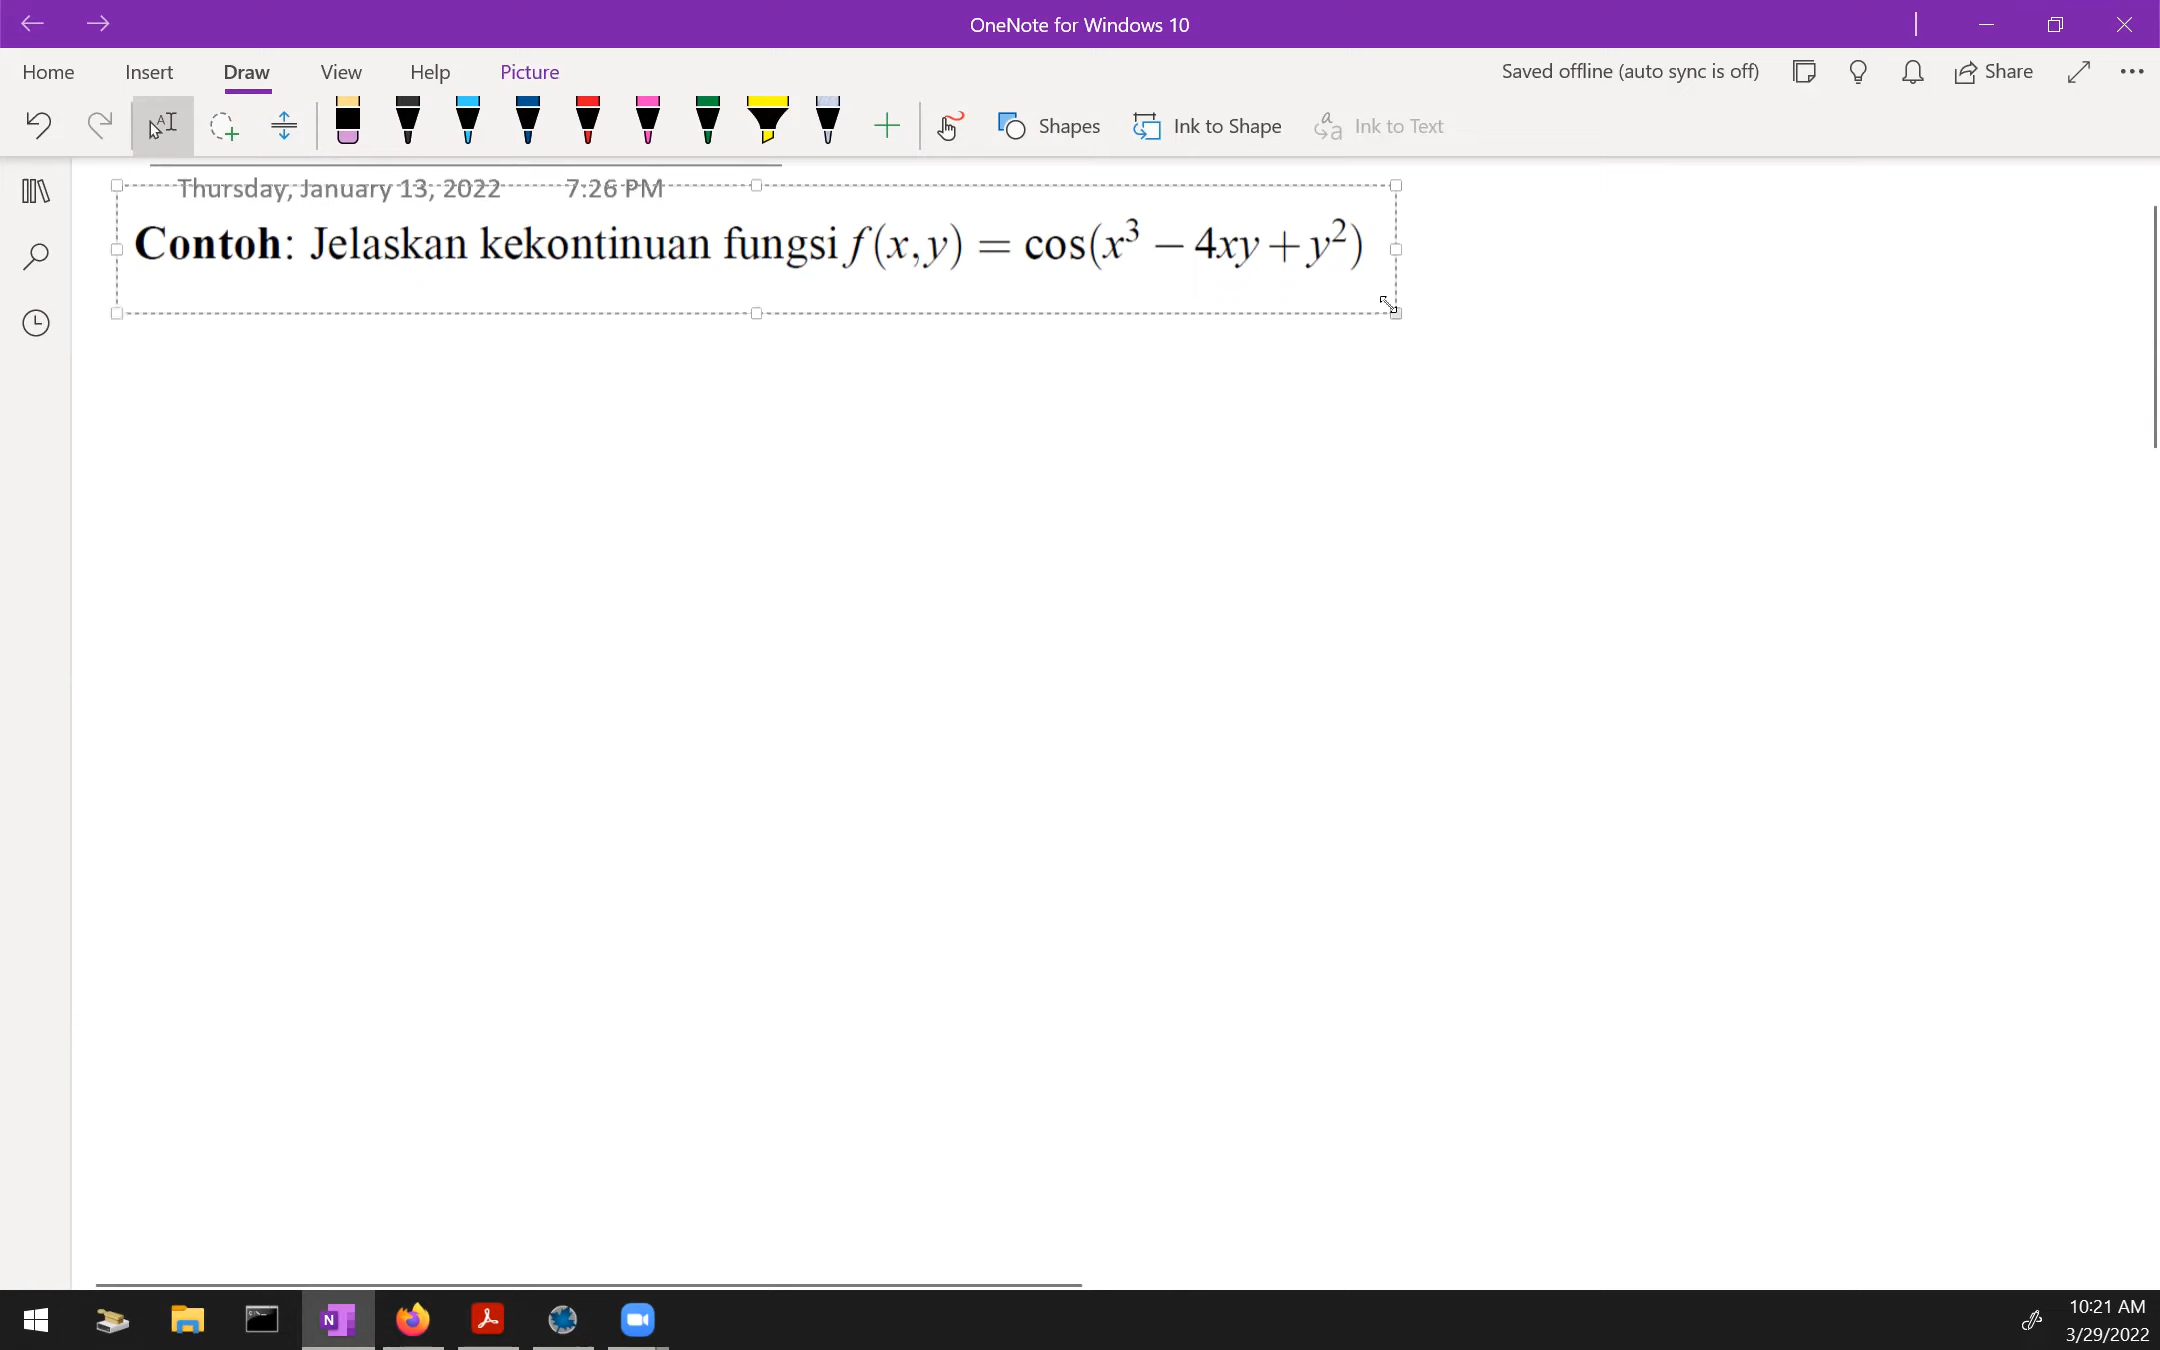 OneNote for Windows 10
Home Insert Draw View Help Picture Saved offline (auto sync is off) Share
Shapes Ink to Shape Ink to Text
Thursday, January 13, 2022 7:26 PM
Contoh: Jelaskan kekontinuan fungsi f(x,y) = cos(x³ − 4xy + y²)
10:21 AM
3/29/2022